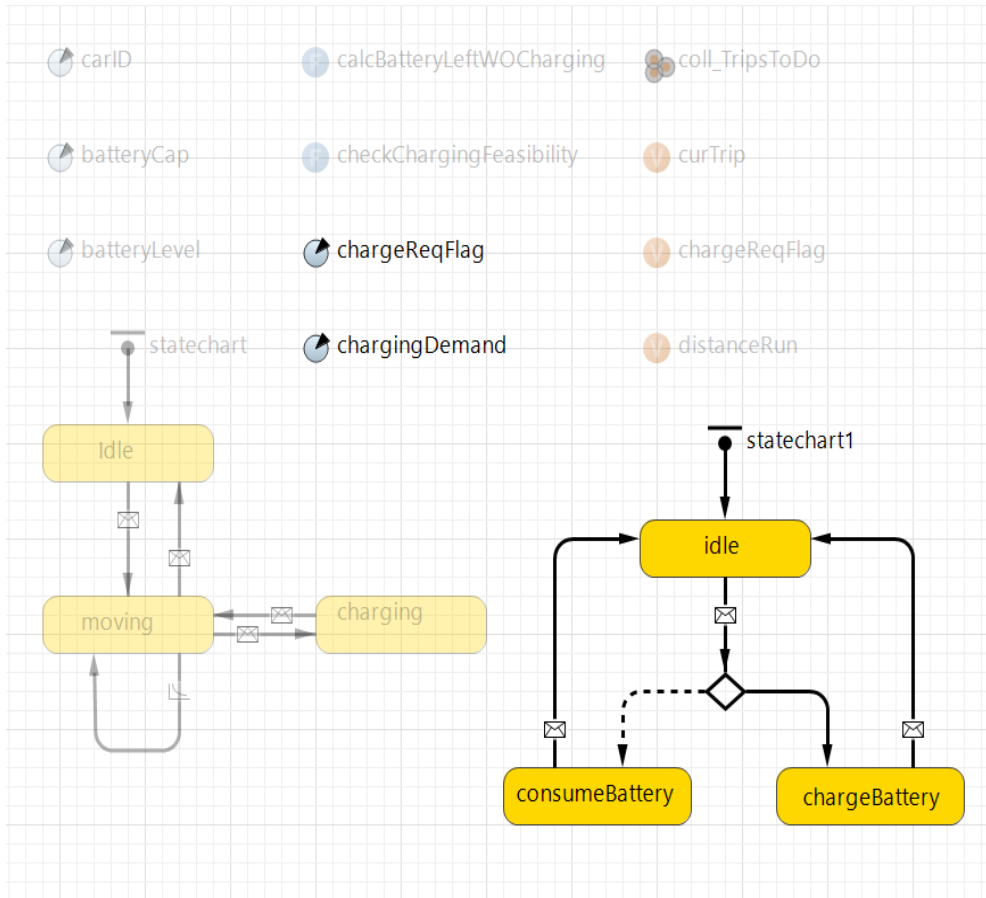 carID
calcBatteryLeftWOCharging
coll_TripsToDo
batteryCap
checkChargingFeasibility
curTrip
batteryLevel
chargeReqFlag
chargeReqFlag
statechart
chargingDemand
distanceRun
Idle
statechart1
idle
moving
charging
consumeBattery
chargeBattery